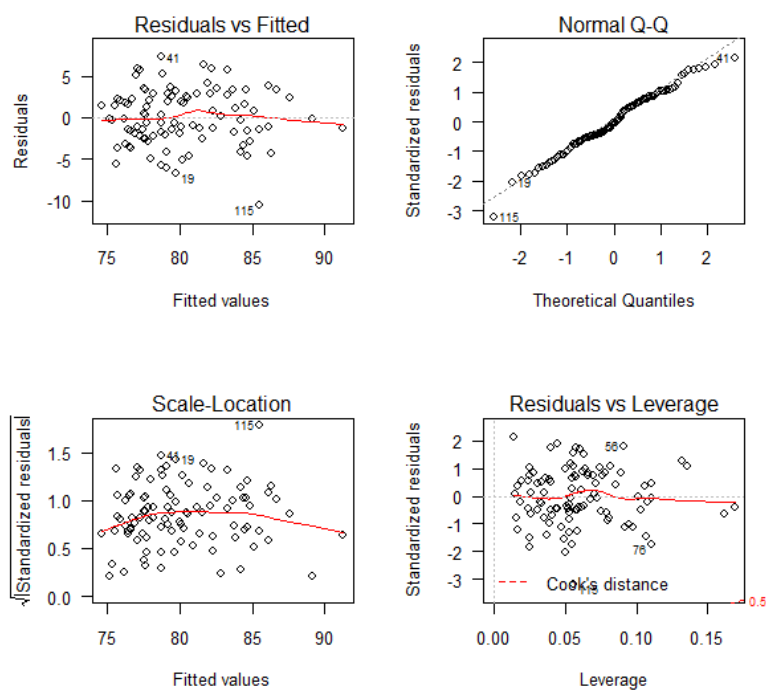 Residuals vs Fitted
Residuals
5
0
-5
-10
41
19
115
75 80 85 90
Fitted values
Normal Q-Q
Standardized residuals
2
1
0
-1
-2
-3
41
19
115
-2 -1 0 1 2
Theoretical Quantiles
Scale-Location
√|Standardized residuals|
1.5
1.0
0.5
0.0
115
41 19
75 80 85 90
Fitted values
Residuals vs Leverage
Standardized residuals
2
1
0
-1
-2
-3
56
76
115
Cook's distance
0.5
0.00 0.05 0.10 0.15
Leverage